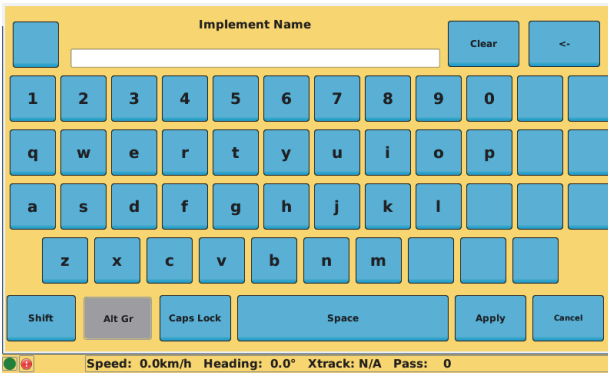 Implement Name
Clear <-
1 2 3 4 5 6 7 8 9 0
q w e r t y u i o p
a s d f g h j k l
z x c v b n m
Shift Alt Gr Caps Lock Space Apply Cancel
Speed: 0.0km/h Heading: 0.0° Xtrack: N/A Pass: 0